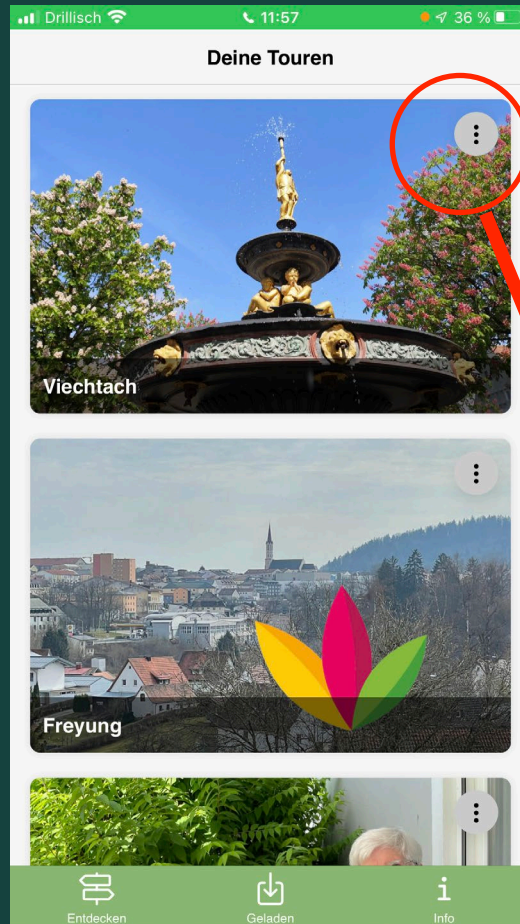 Drillisch 11:57 36 %
Deine Touren
Viechtach
Freyung
Entdecken Geladen Info